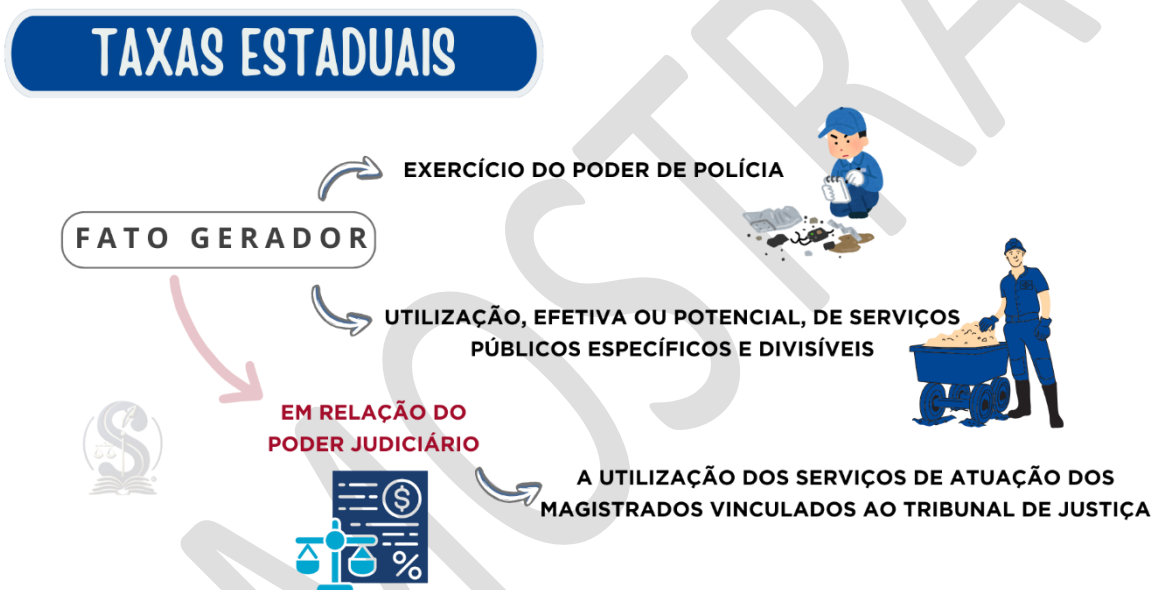 TAXAS ESTADUAIS
EXERCÍCIO DO PODER DE POLÍCIA
FATO GERADOR
UTILIZAÇÃO, EFETIVA OU POTENCIAL, DE SERVIÇOS
PÚBLICOS ESPECÍFICOS E DIVISÍVEIS
EM RELAÇÃO DO
PODER JUDICIÁRIO
A UTILIZAÇÃO DOS SERVIÇOS DE ATUAÇÃO DOS
MAGISTRADOS VINCULADOS AO TRIBUNAL DE JUSTIÇA
MOSTRA